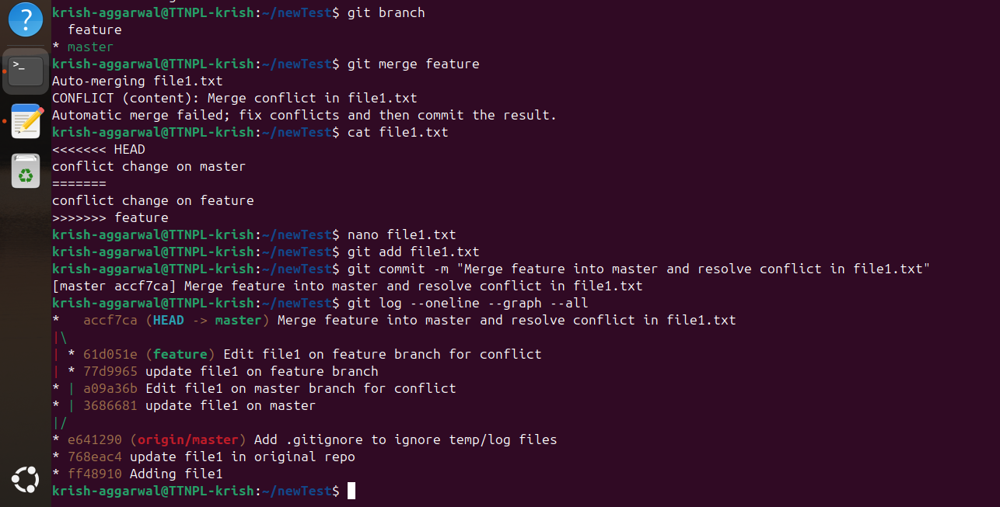 ?
>_
krish-aggarwal@TTNPL-krish:~/newTest$ git branch
  feature
* master
krish-aggarwal@TTNPL-krish:~/newTest$ git merge feature
Auto-merging file1.txt
CONFLICT (content): Merge conflict in file1.txt
Automatic merge failed; fix conflicts and then commit the result.
krish-aggarwal@TTNPL-krish:~/newTest$ cat file1.txt
<<<<<<< HEAD
conflict change on master
=======
conflict change on feature
>>>>>>> feature
krish-aggarwal@TTNPL-krish:~/newTest$ nano file1.txt
krish-aggarwal@TTNPL-krish:~/newTest$ git add file1.txt
krish-aggarwal@TTNPL-krish:~/newTest$ git commit -m "Merge feature into master and resolve conflict in file1.txt"
[master accf7ca] Merge feature into master and resolve conflict in file1.txt
krish-aggarwal@TTNPL-krish:~/newTest$ git log --oneline --graph --all
*   accf7ca (HEAD -> master) Merge feature into master and resolve conflict in file1.txt
|\
| * 61d051e (feature) Edit file1 on feature branch for conflict
| * 77d9965 update file1 on feature branch
* | a09a36b Edit file1 on master branch for conflict
* | 3686681 update file1 on master
|/
* e641290 (origin/master) Add .gitignore to ignore temp/log files
* 768eac4 update file1 in original repo
* ff48910 Adding file1
krish-aggarwal@TTNPL-krish:~/newTest$